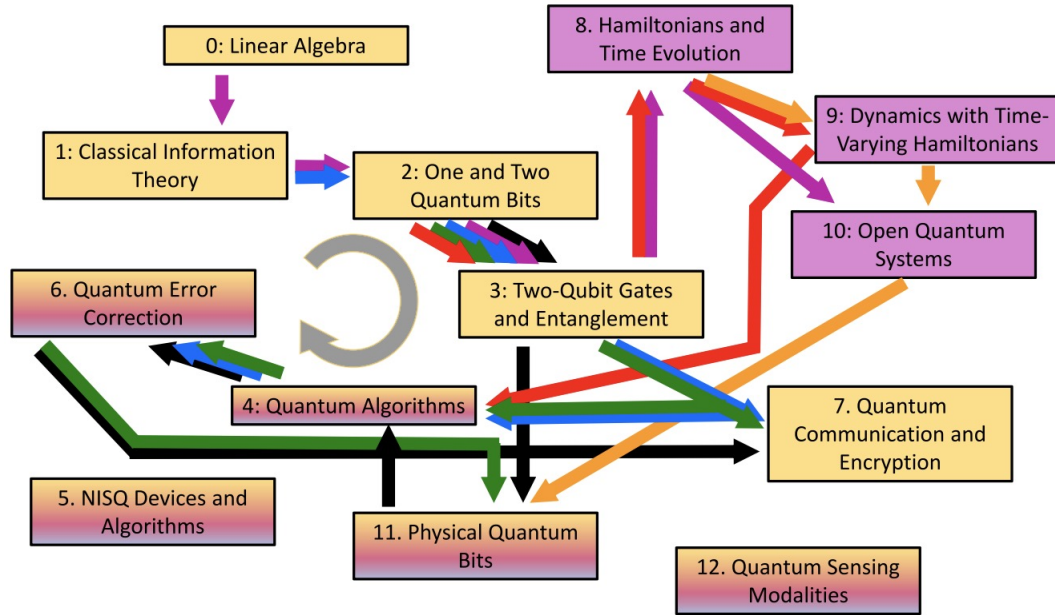 0: Linear Algebra
1: Classical Information
Theory
2: One and Two
Quantum Bits
3: Two-Qubit Gates
and Entanglement
4: Quantum Algorithms
5. NISQ Devices and
Algorithms
6. Quantum Error
Correction
7. Quantum
Communication and
Encryption
8. Hamiltonians and
Time Evolution
9: Dynamics with Time-
Varying Hamiltonians
10: Open Quantum
Systems
11. Physical Quantum
Bits
12. Quantum Sensing
Modalities